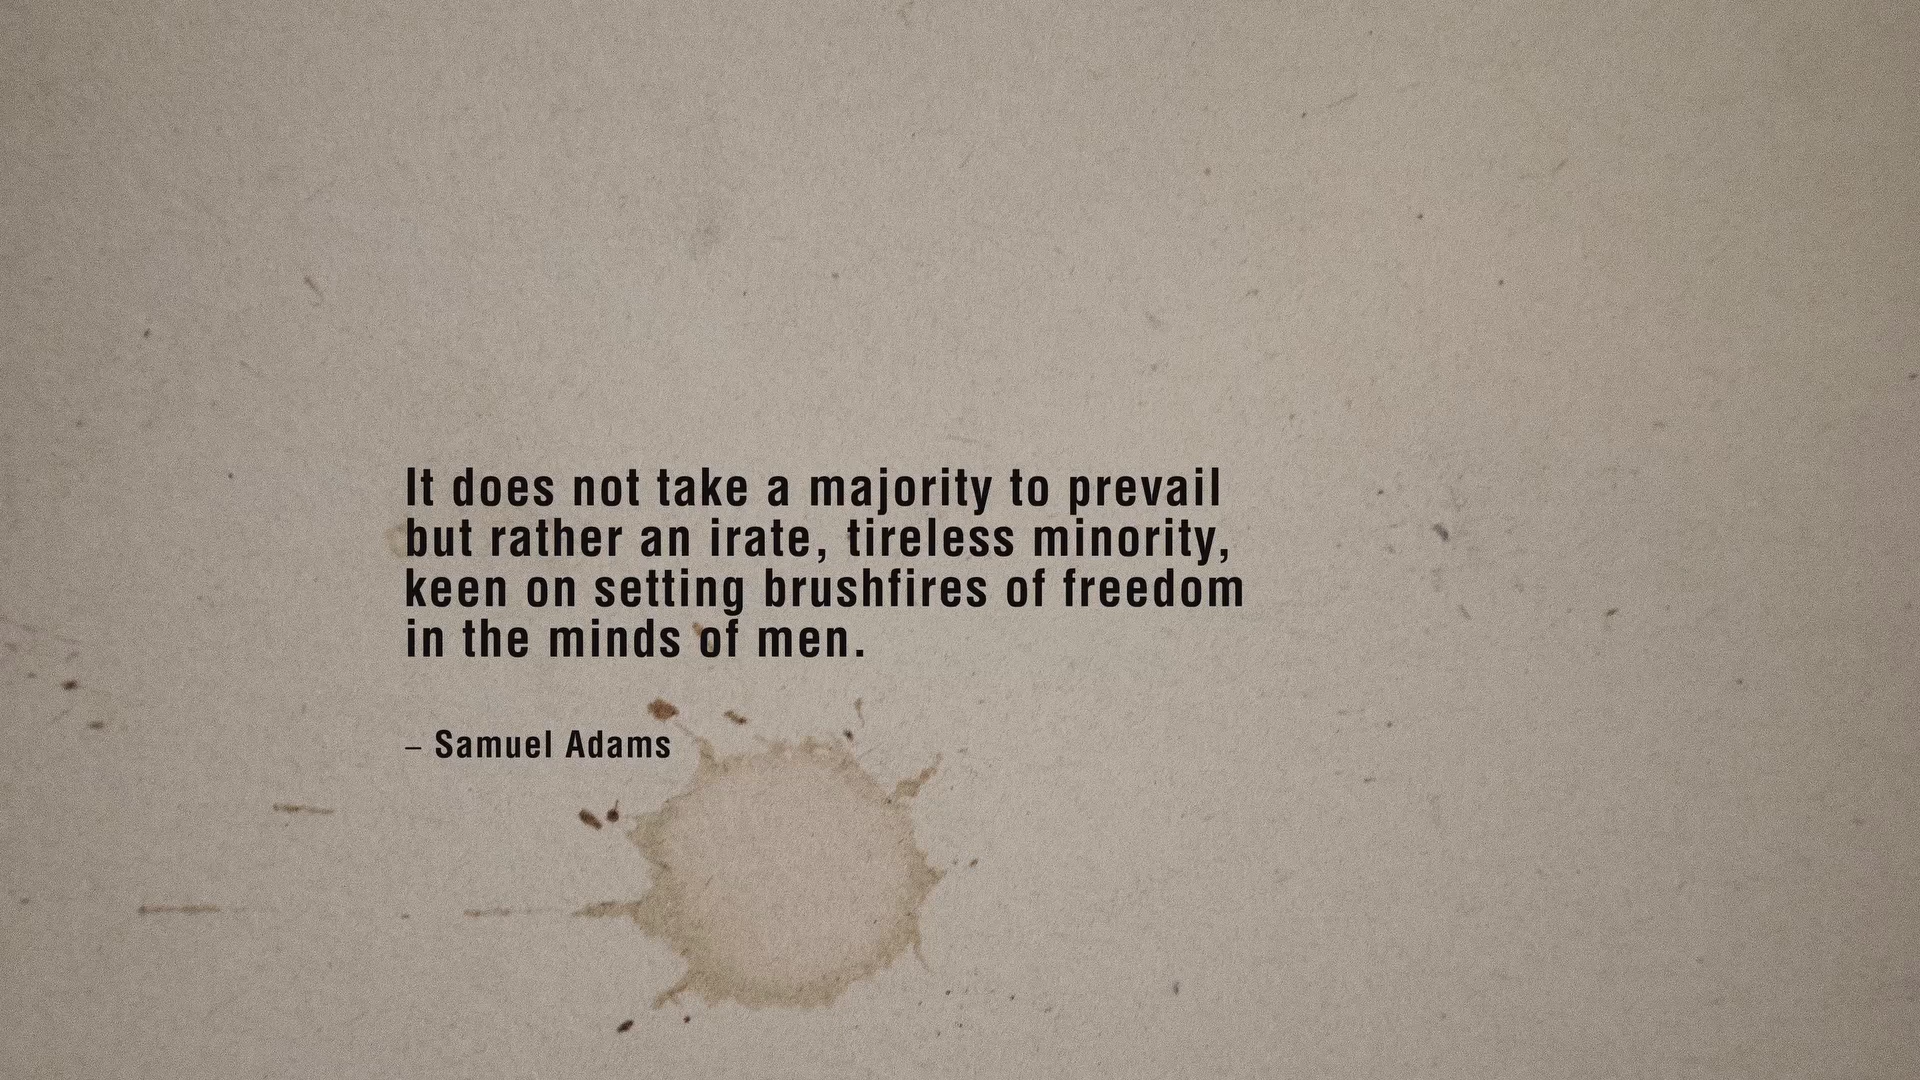 It does not take a majority to prevail
but rather an irate, tireless minority,
keen on setting brushfires of freedom
in the minds of men.
– Samuel Adams